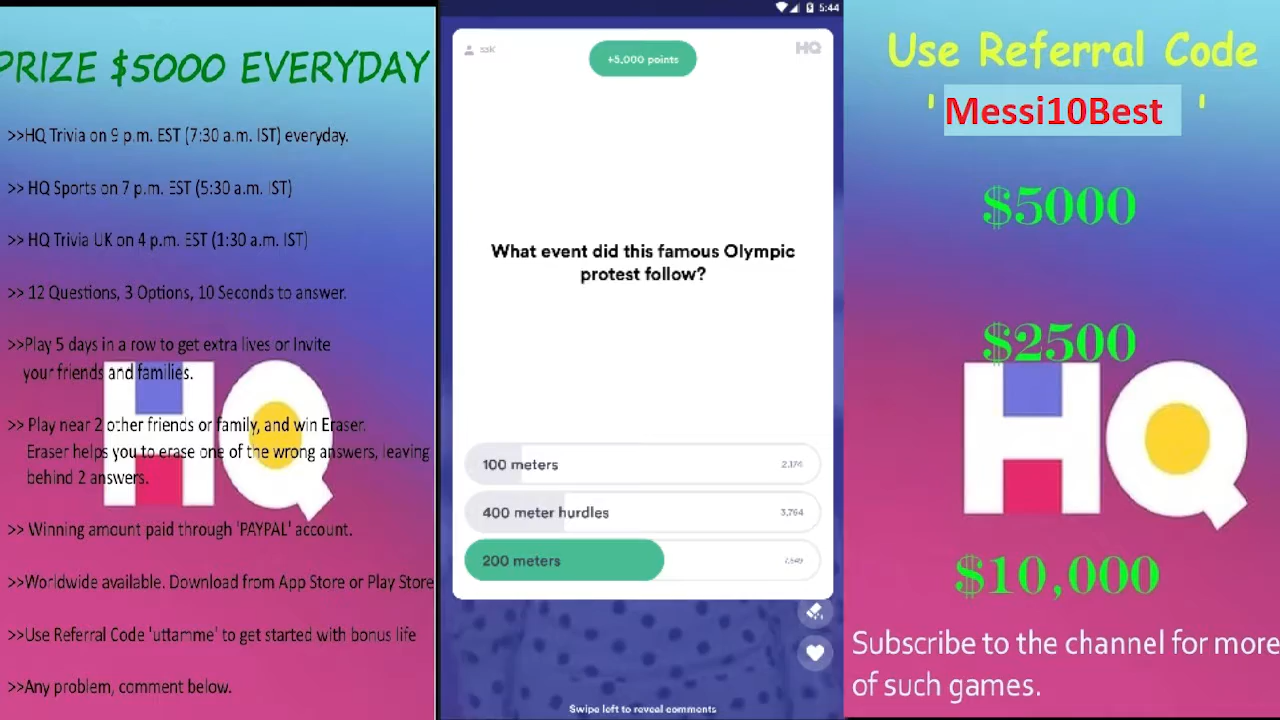 PRIZE $5000 EVERYDAY
>>HQ Trivia on 9 p.m. EST (7:30 a.m. IST) everyday.
>> HQ Sports on 7 p.m. EST (5:30 a.m. IST)
>> HQ Trivia UK on 4 p.m. EST (1:30 a.m. IST)
>> 12 Questions, 3 Options, 10 Seconds to answer.
>>Play 5 days in a row to get extra lives or Invite
your friends and families.
>> Play near 2 other friends or family, and win Eraser.
Eraser helps you to erase one of the wrong answers, leaving
behind 2 answers.
>> Winning amount paid through 'PAYPAL' account.
>>Worldwide available. Download from App Store or Play Store
>>Use Referral Code 'uttamme' to get started with bonus life
>>Any problem, comment below.
HQ
5:44
55K
+5,000 points
HQ
What event did this famous Olympic
protest follow?
100 meters
400 meter hurdles 3,764
200 meters
Swipe left to reveal comments
Use Referral Code
' Messi10Best '
$5000
$2500
HQ
$10,000
Subscribe to the channel for more
of such games.